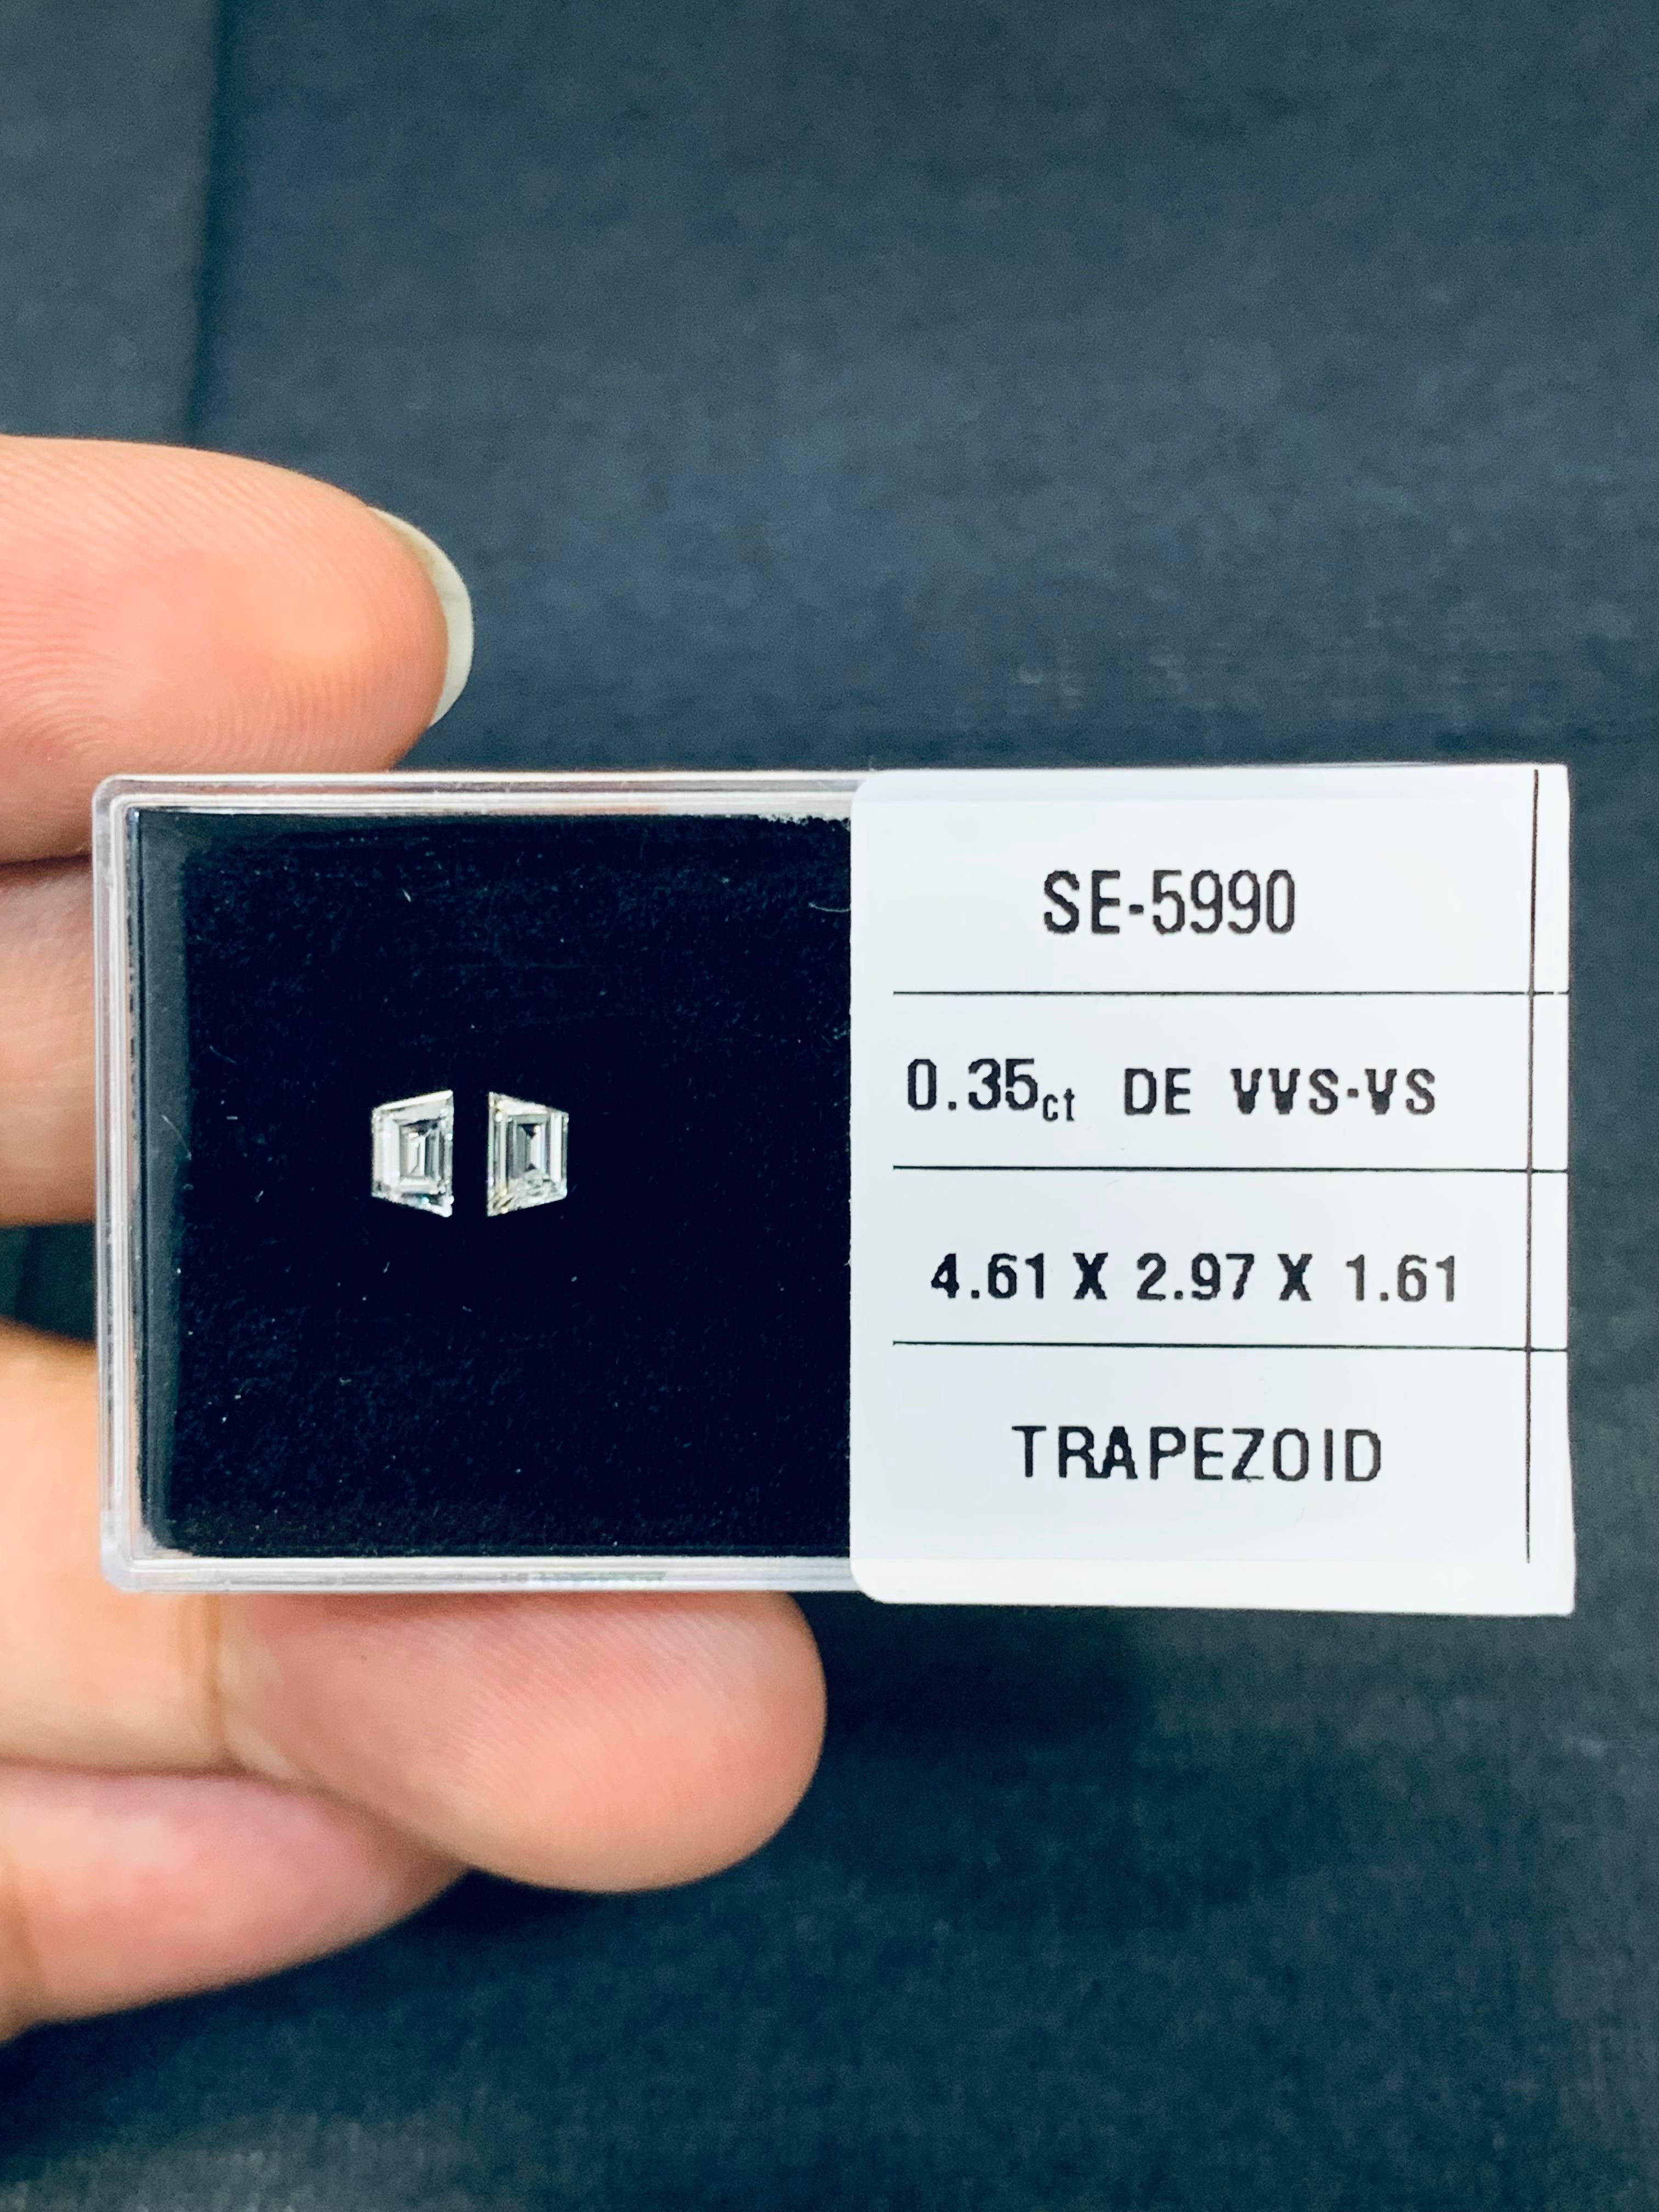 SE-5990
0.35ct DE VVS-VS
4.61 X 2.97 X 1.61
TRAPEZOID